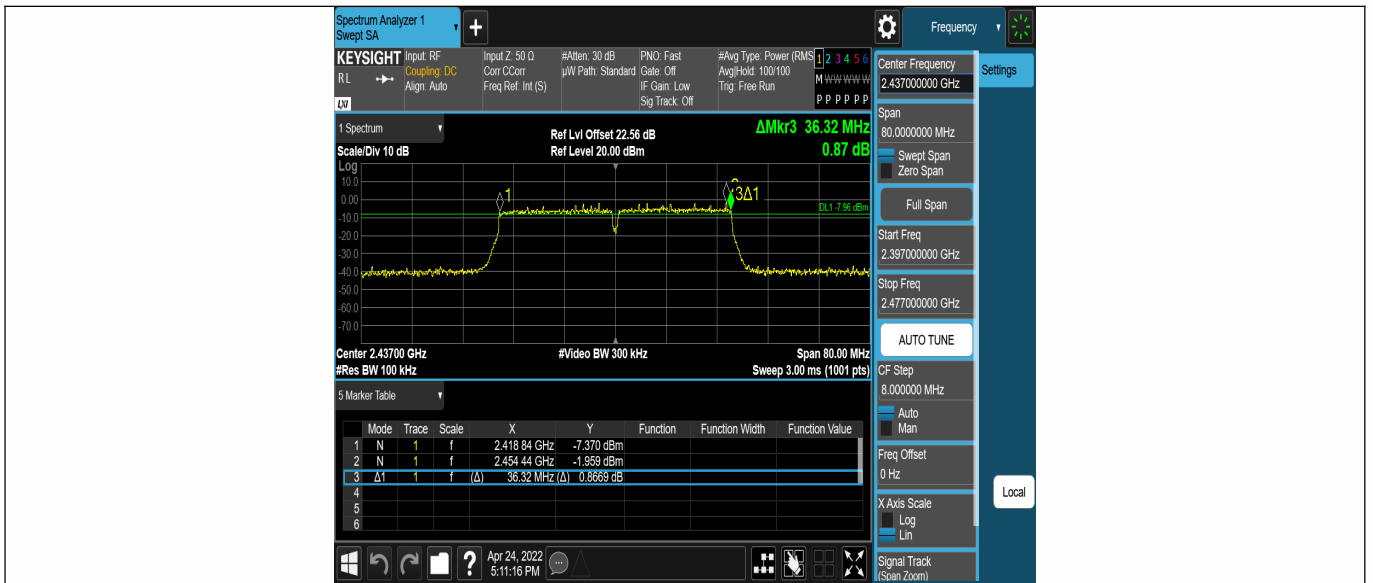 Spectrum Analyzer 1
Swept SA
+
Frequency
KEYSIGHT
RL
LXI
Input: RF
Coupling: DC
Align: Auto
Input Z: 50 Ω
Corr CCorr
Freq Ref: Int (S)
#Atten: 30 dB
µW Path: Standard
PNO: Fast
Gate: Off
IF Gain: Low
Sig Track: Off
#Avg Type: Power (RMS
Avg|Hold: 100/100
Trig: Free Run
1 2 3 4 5 6
M W W W W W
P P P P P P
1 Spectrum
Scale/Div 10 dB
Ref Lvl Offset 22.56 dB
Ref Level 20.00 dBm
ΔMkr3 36.32 MHz
0.87 dB
Log
10.0
0.00
-10.0
-20.0
-30.0
-40.0
-50.0
-60.0
-70.0
1
3Δ1
DL1 -7.96 dBm
Center 2.43700 GHz
#Video BW 300 kHz
Span 80.00 MHz
#Res BW 100 kHz
Sweep 3.00 ms (1001 pts)
5 Marker Table
Mode Trace Scale X Y Function Function Width Function Value
1 N 1 f 2.418 84 GHz -7.370 dBm
2 N 1 f 2.454 44 GHz -1.959 dBm
3 Δ1 1 f (Δ) 36.32 MHz (Δ) 0.8669 dB
4
5
6
?
Apr 24, 2022
5:11:16 PM
Center Frequency
2.437000000 GHz
Settings
Span
80.0000000 MHz
Swept Span
Zero Span
Full Span
Start Freq
2.397000000 GHz
Stop Freq
2.477000000 GHz
AUTO TUNE
CF Step
8.000000 MHz
Auto
Man
Freq Offset
0 Hz
X Axis Scale
Log
Lin
Local
Signal Track
(Span Zoom)